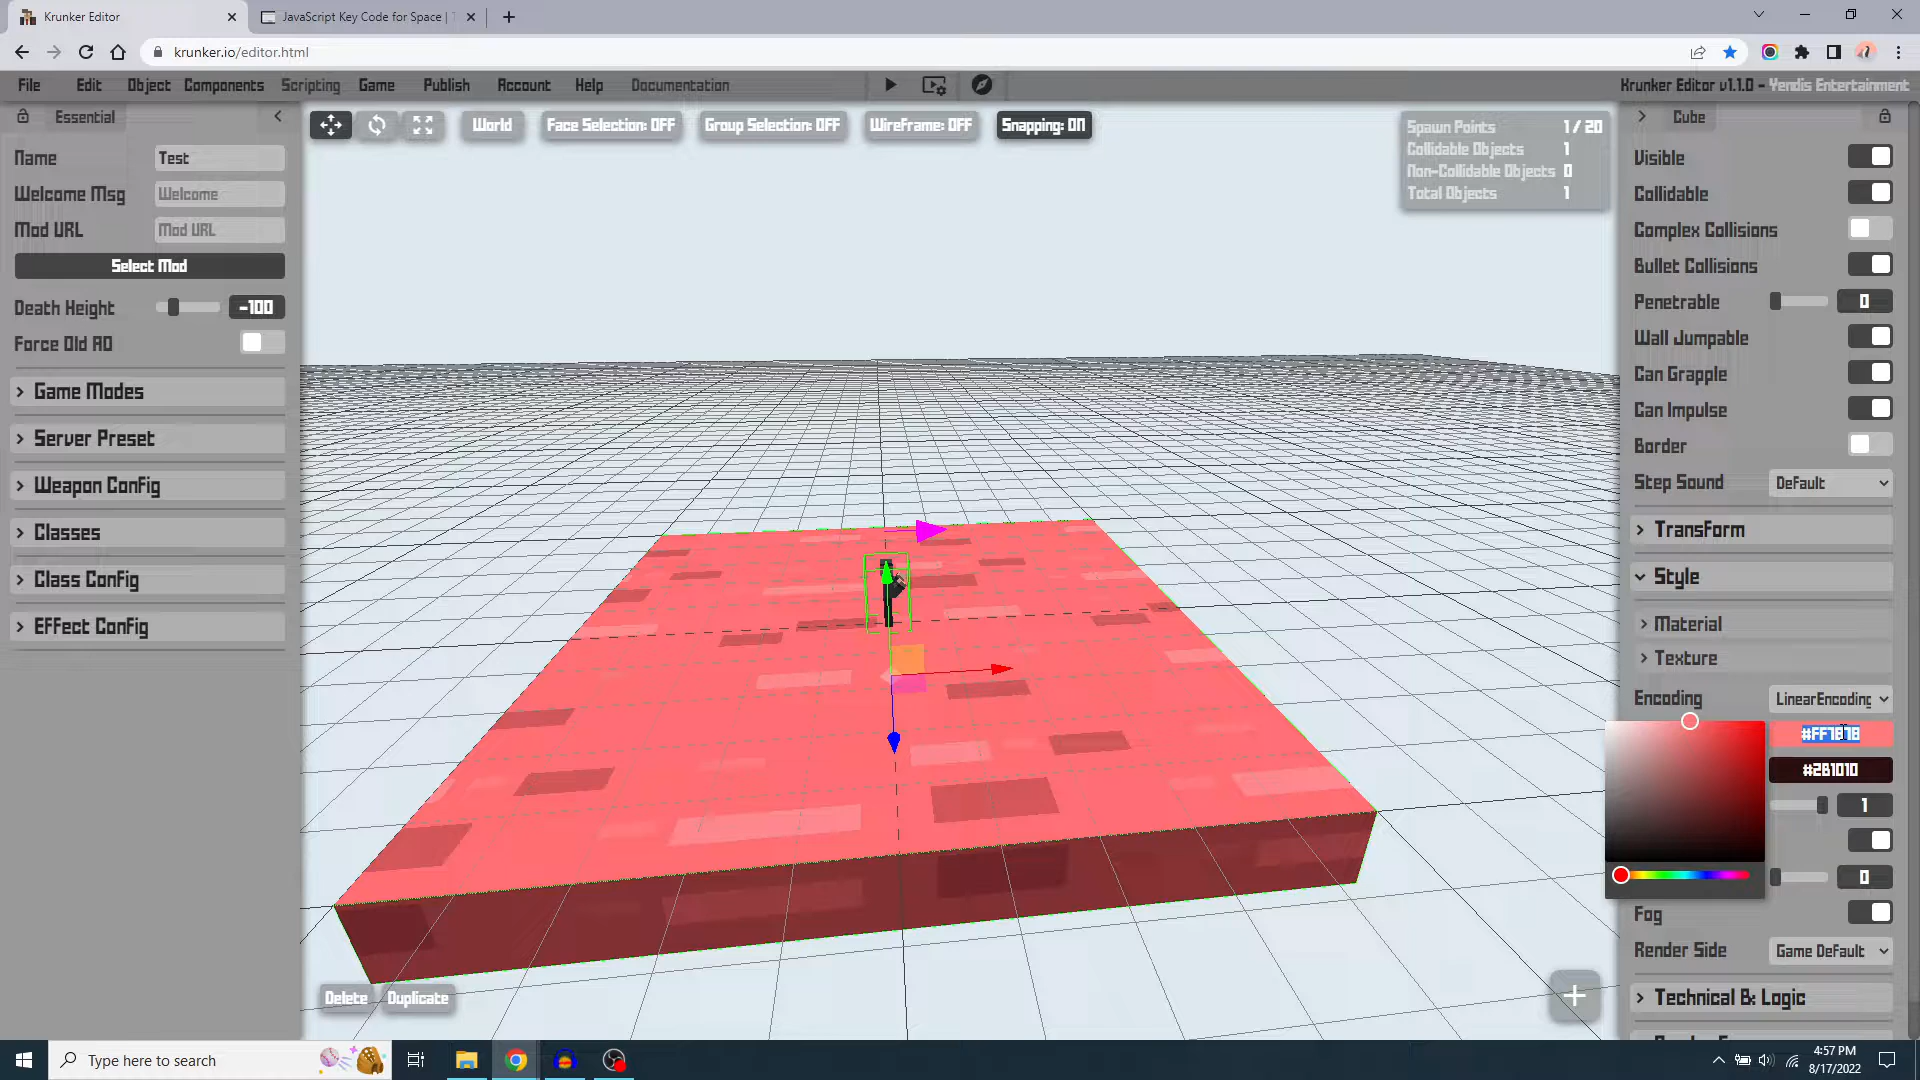 Krunker Editor
JavaScript Key Code for Space | T
krunker.io/editor.html
File Edit Object Components Scripting Game Publish Account Help Documentation
Krunker Editor v1.1.0 - Yendis Entertainment
Essential
Name Test
Welcome Msg Welcome
Mod URL Mod URL
Select Mod
Death Height -100
Force Old AO
Game Modes
Server Preset
Weapon Config
Classes
Class Config
Effect Config
World Face Selection: OFF Group Selection: OFF Wireframe: OFF Snapping: ON
Spawn Points 1 / 20
Collidable Objects 1
Non-Collidable Objects 0
Total Objects 1
Delete Duplicate
+
Cube
Visible
Collidable
Complex Collisions
Bullet Collisions
Penetrable 0
Wall Jumpable
Can Grapple
Can Impulse
Border
Step Sound Default
Transform
Style
Material
Texture
Encoding LinearEncoding
#2B1010
1
0
Fog
Render Side Game Default
Technical & Logic
Type here to search
4:57 PM
8/17/2022